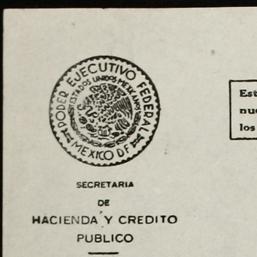 PODER EJECUTIVO FEDERAL
ESTADOS UNIDOS MEXICANOS
MEXICO D F
SECRETARIA
DE
HACIENDA Y CREDITO
PUBLICO
Est
nue
los